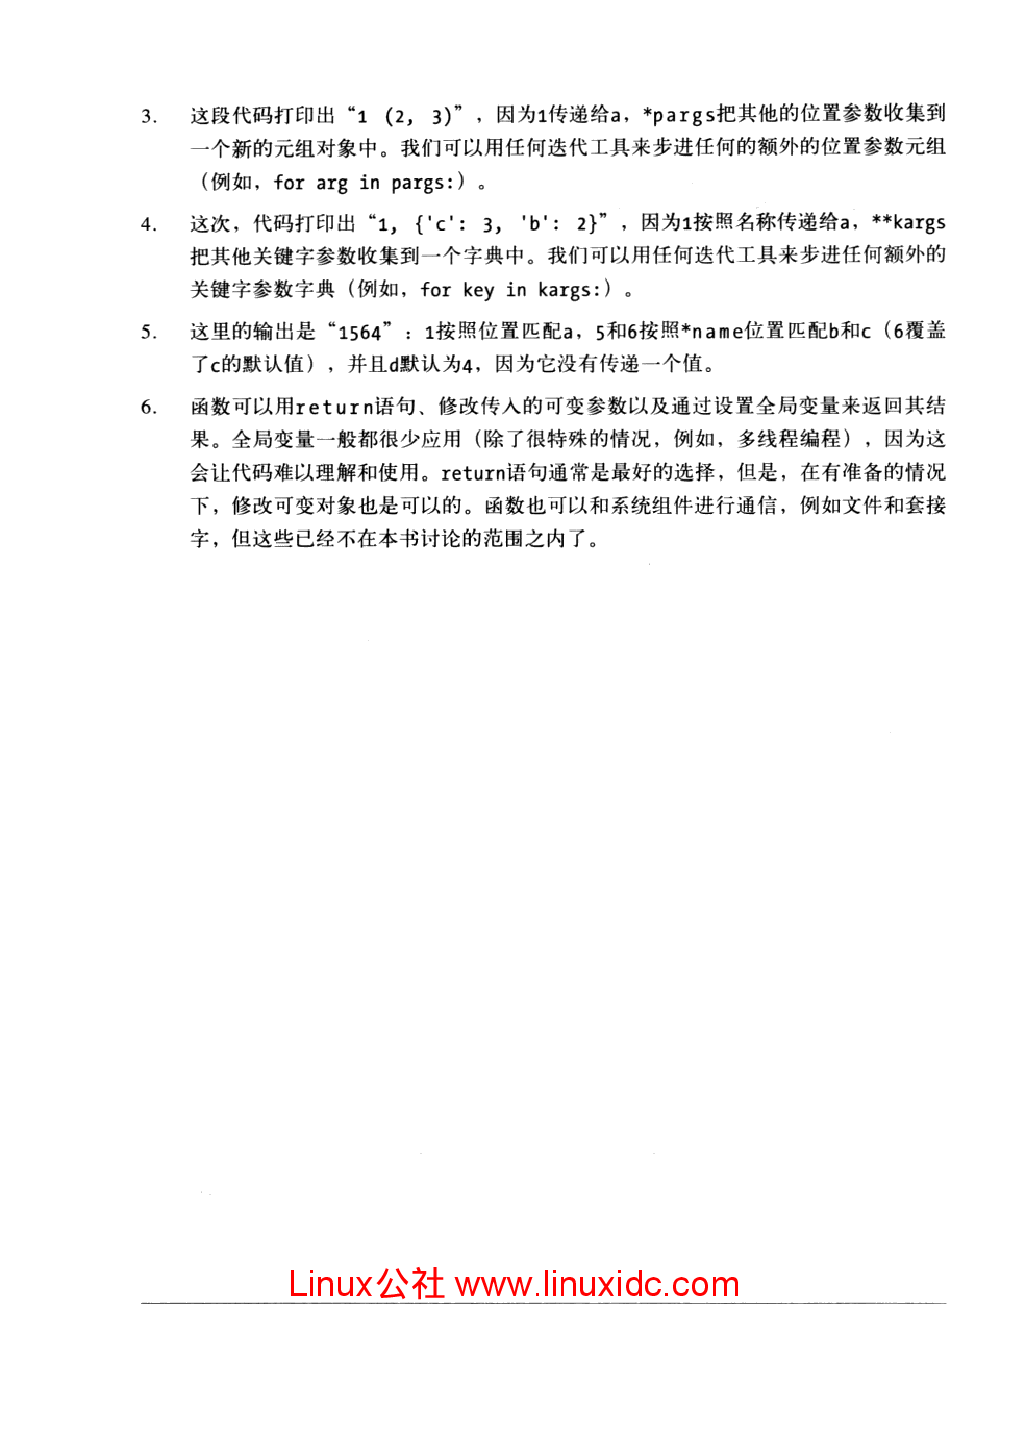 3. 这段代码打印出“1 (2, 3)”，因为1传递给a，*pargs把其他的位置参数收集到
一个新的元组对象中。我们可以用任何迭代工具来步进任何的额外的位置参数元组
（例如，for arg in pargs:）。
4. 这次，代码打印出“1, {'c': 3, 'b': 2}”，因为1按照名称传递给a，**kargs
把其他关键字参数收集到一个字典中。我们可以用任何迭代工具来步进任何额外的
关键字参数字典（例如，for key in kargs:）。
5. 这里的输出是“1564”：1按照位置匹配a，5和6按照*name位置匹配b和c（6覆盖
了c的默认值），并且d默认为4，因为它没有传递一个值。
6. 函数可以用return语句、修改传入的可变参数以及通过设置全局变量来返回其结
果。全局变量一般都很少应用（除了很特殊的情况，例如，多线程编程），因为这
会让代码难以理解和使用。return语句通常是最好的选择，但是，在有准备的情况
下，修改可变对象也是可以的。函数也可以和系统组件进行通信，例如文件和套接
字，但这些已经不在本书讨论的范围之内了。
Linux公社 www.linuxidc.com